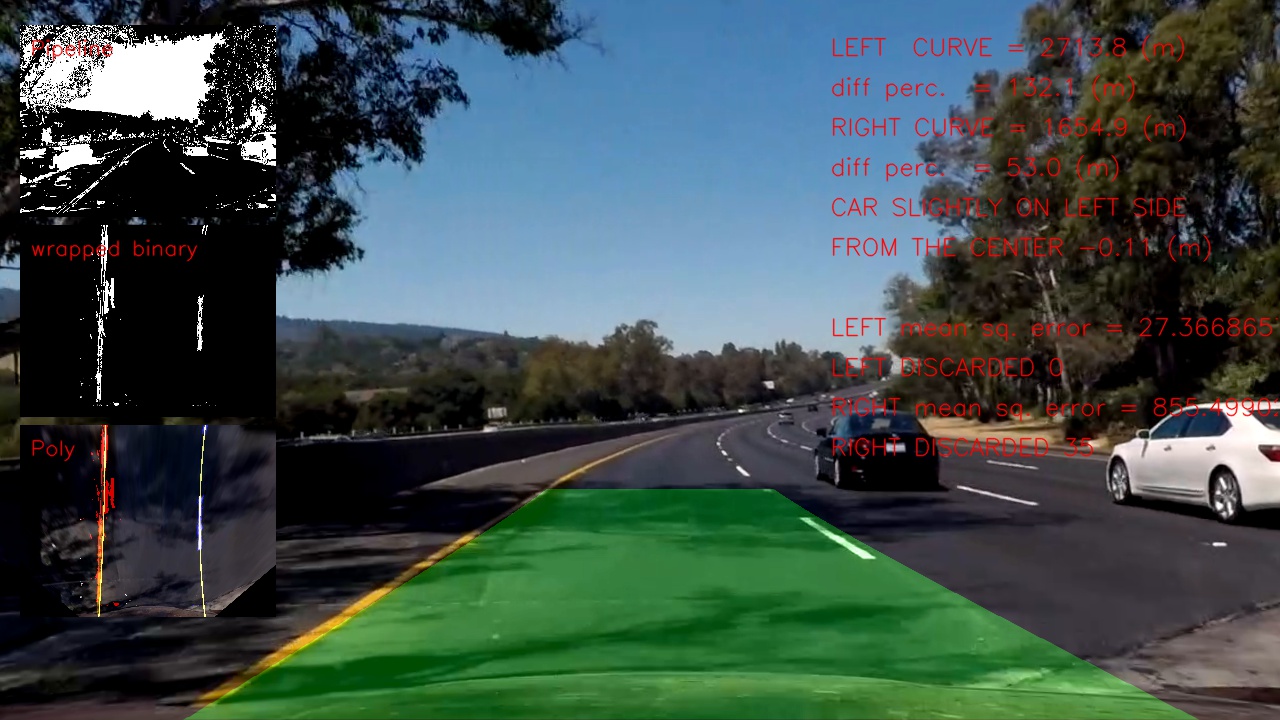 Pipeline
wrapped binary
Poly
LEFT CURVE = 2713.8 (m)
diff perc. = 132.1 (m)
RIGHT CURVE = 1654.9 (m)
diff perc. = 53.0 (m)
CAR SLIGHTLY ON LEFT SIDE
FROM THE CENTER -0.11 (m)
LEFT mean sq. error = 27.366865
LEFT DISCARDED 0
RIGHT mean sq. error = 855.4990
RIGHT DISCARDED 35